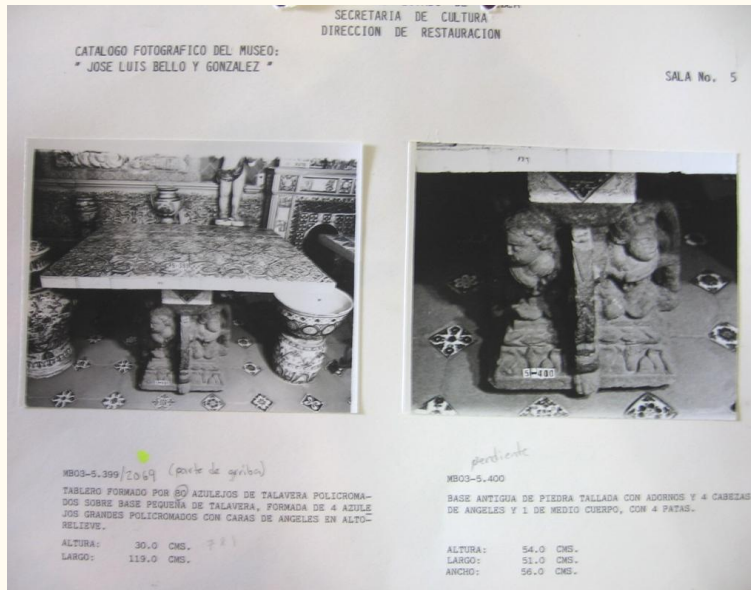 SECRETARIA DE CULTURA
DIRECCION DE RESTAURACION
CATALOGO FOTOGRAFICO DEL MUSEO:
" JOSE LUIS BELLO Y GONZALEZ "
SALA No. 5
5-400
MB03-5.399/2069 (parte de arriba)
TABLERO FORMADO POR 80 AZULEJOS DE TALAVERA POLICROMA-
DOS SOBRE BASE PEQUEÑA DE TALAVERA, FORMADA DE 4 AZULE
JOS GRANDES POLICROMADOS CON CARAS DE ANGELES EN ALTO-
RELIEVE.
ALTURA: 30.0 CMS.
LARGO: 119.0 CMS.
pendiente
MB03-5.400
BASE ANTIGUA DE PIEDRA TALLADA CON ADORNOS Y 4 CABEZAS
DE ANGELES Y 1 DE MEDIO CUERPO, CON 4 PATAS.
ALTURA: 54.0 CMS.
LARGO: 51.0 CMS.
ANCHO: 56.0 CMS.